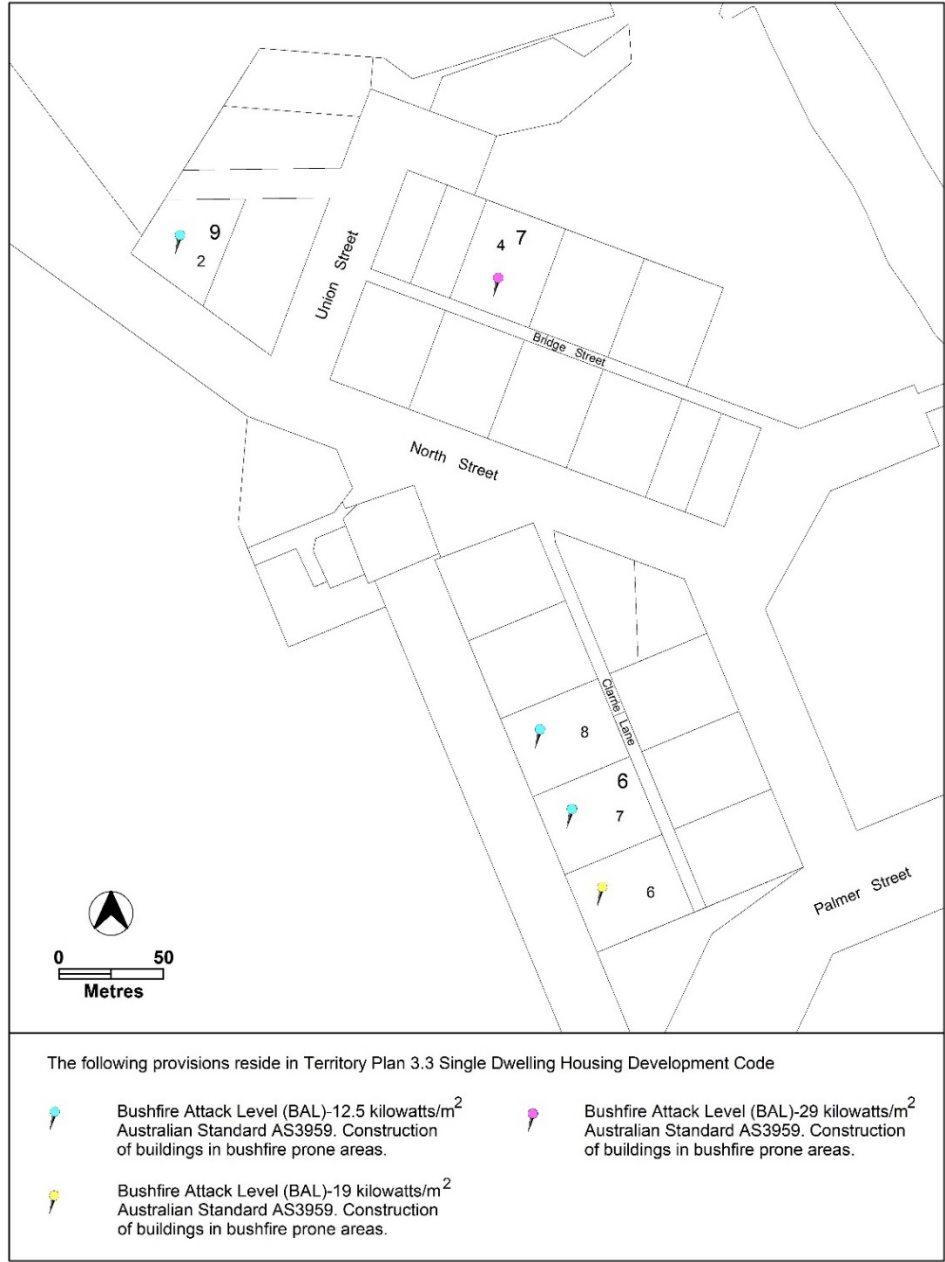 9
2
Union Street
4 7
Bridge Street
North Street
Clarrie Lane
8
6
7
6
Palmer Street
0 50
Metres
The following provisions reside in Territory Plan 3.3 Single Dwelling Housing Development Code
Bushfire Attack Level (BAL)-12.5 kilowatts/m²
Australian Standard AS3959. Construction
of buildings in bushfire prone areas.
Bushfire Attack Level (BAL)-29 kilowatts/m²
Australian Standard AS3959. Construction
of buildings in bushfire prone areas.
Bushfire Attack Level (BAL)-19 kilowatts/m²
Australian Standard AS3959. Construction
of buildings in bushfire prone areas.